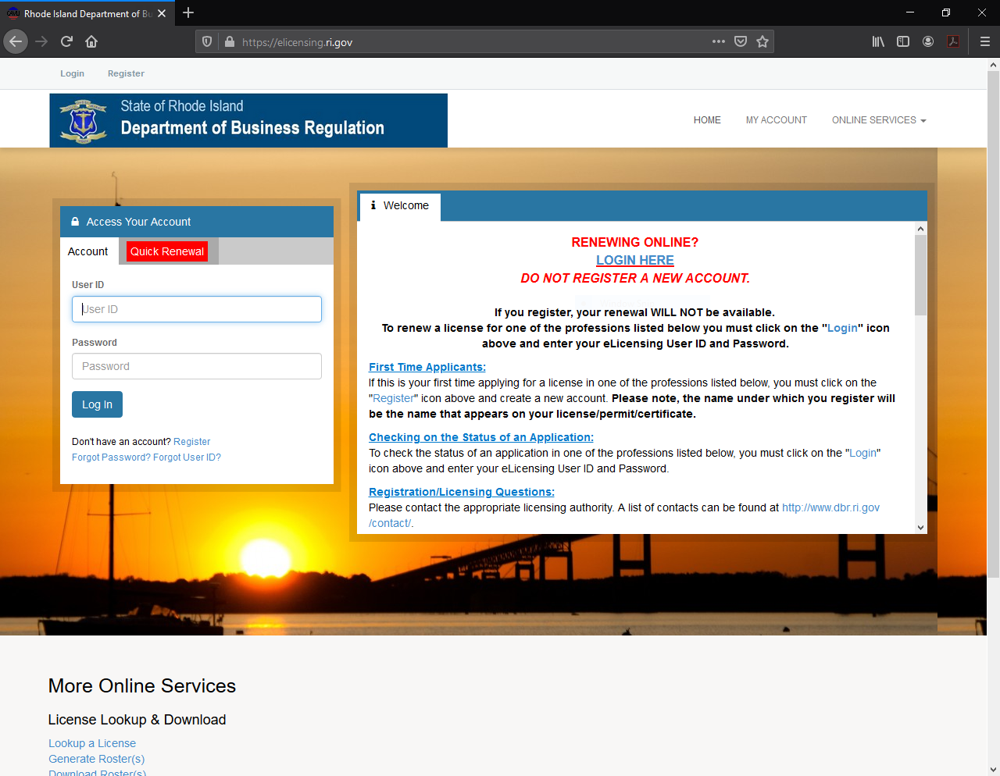 Rhode Island Department of Bu
https://elicensing.ri.gov
Login Register
State of Rhode Island
Department of Business Regulation
HOME MY ACCOUNT ONLINE SERVICES
Access Your Account
Account Quick Renewal
User ID
User ID
Password
Password
Log In
Don't have an account? Register
Forgot Password? Forgot User ID?
Welcome
RENEWING ONLINE?
LOGIN HERE
DO NOT REGISTER A NEW ACCOUNT.
If you register, your renewal WILL NOT be available.
To renew a license for one of the professions listed below you must click on the "Login" icon
above and enter your eLicensing User ID and Password.
First Time Applicants:
If this is your first time applying for a license in one of the professions listed below, you must click on the
"Register" icon above and create a new account. Please note, the name under which you register will
be the name that appears on your license/permit/certificate.
Checking on the Status of an Application:
To check the status of an application in one of the professions listed below, you must click on the "Login"
icon above and enter your eLicensing User ID and Password.
Registration/Licensing Questions:
Please contact the appropriate licensing authority. A list of contacts can be found at http://www.dbr.ri.gov
/contact/.
More Online Services
License Lookup & Download
Lookup a License
Generate Roster(s)
Download Roster(s)